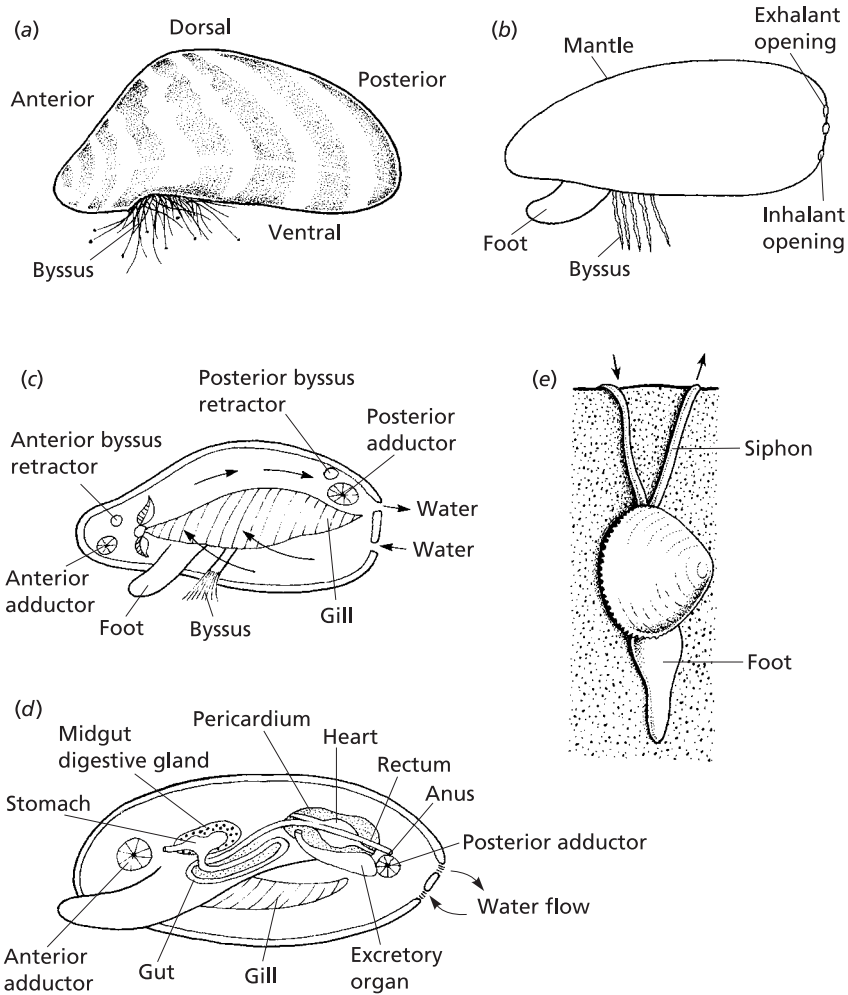 (a)
Dorsal
Anterior
Posterior
Ventral
Byssus
(b)
Mantle
Exhalant
opening
Foot
Byssus
Inhalant
opening
(c)
Posterior byssus
retractor
Posterior
adductor
Anterior byssus
retractor
Water
Water
Anterior
adductor
Foot
Byssus
Gill
(e)
Siphon
Foot
(d)
Pericardium
Midgut
digestive gland
Heart
Rectum
Stomach
Anus
Posterior adductor
Water flow
Anterior
adductor
Gut
Gill
Excretory
organ